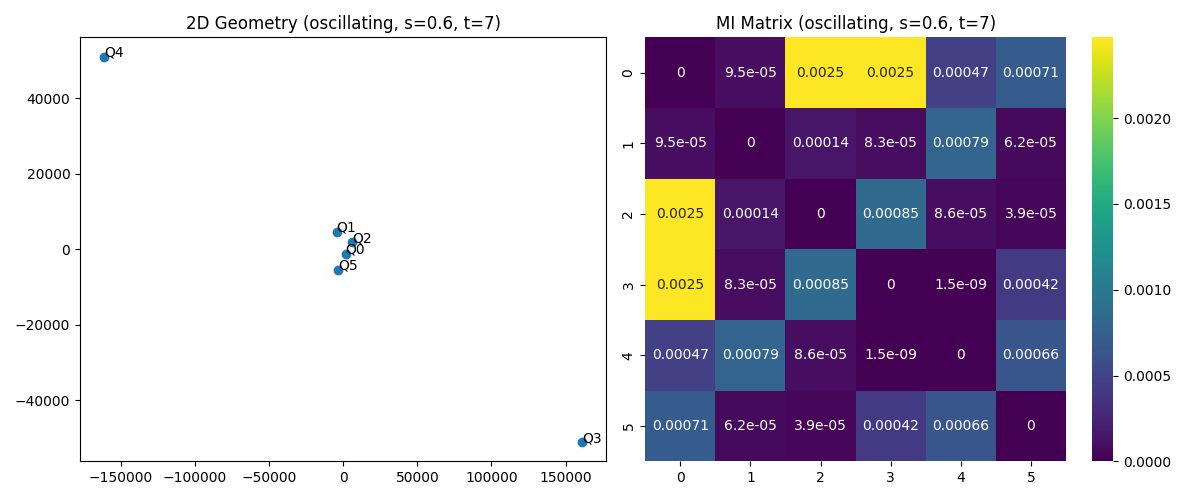 2D Geometry (oscillating, s=0.6, t=7)
Q4
40000
20000
0
−20000
−40000
Q1
Q2
Q0
Q5
Q3
−150000 −100000 −50000 0 50000 100000 150000
MI Matrix (oscillating, s=0.6, t=7)
0 0 9.5e-05 0.0025 0.0025 0.00047 0.00071
1 9.5e-05 0 0.00014 8.3e-05 0.00079 6.2e-05
2 0.0025 0.00014 0 0.00085 8.6e-05 3.9e-05
3 0.0025 8.3e-05 0.00085 0 1.5e-09 0.00042
4 0.00047 0.00079 8.6e-05 1.5e-09 0 0.00066
5 0.00071 6.2e-05 3.9e-05 0.00042 0.00066 0
0 1 2 3 4 5
0.0020
0.0015
0.0010
0.0005
0.0000